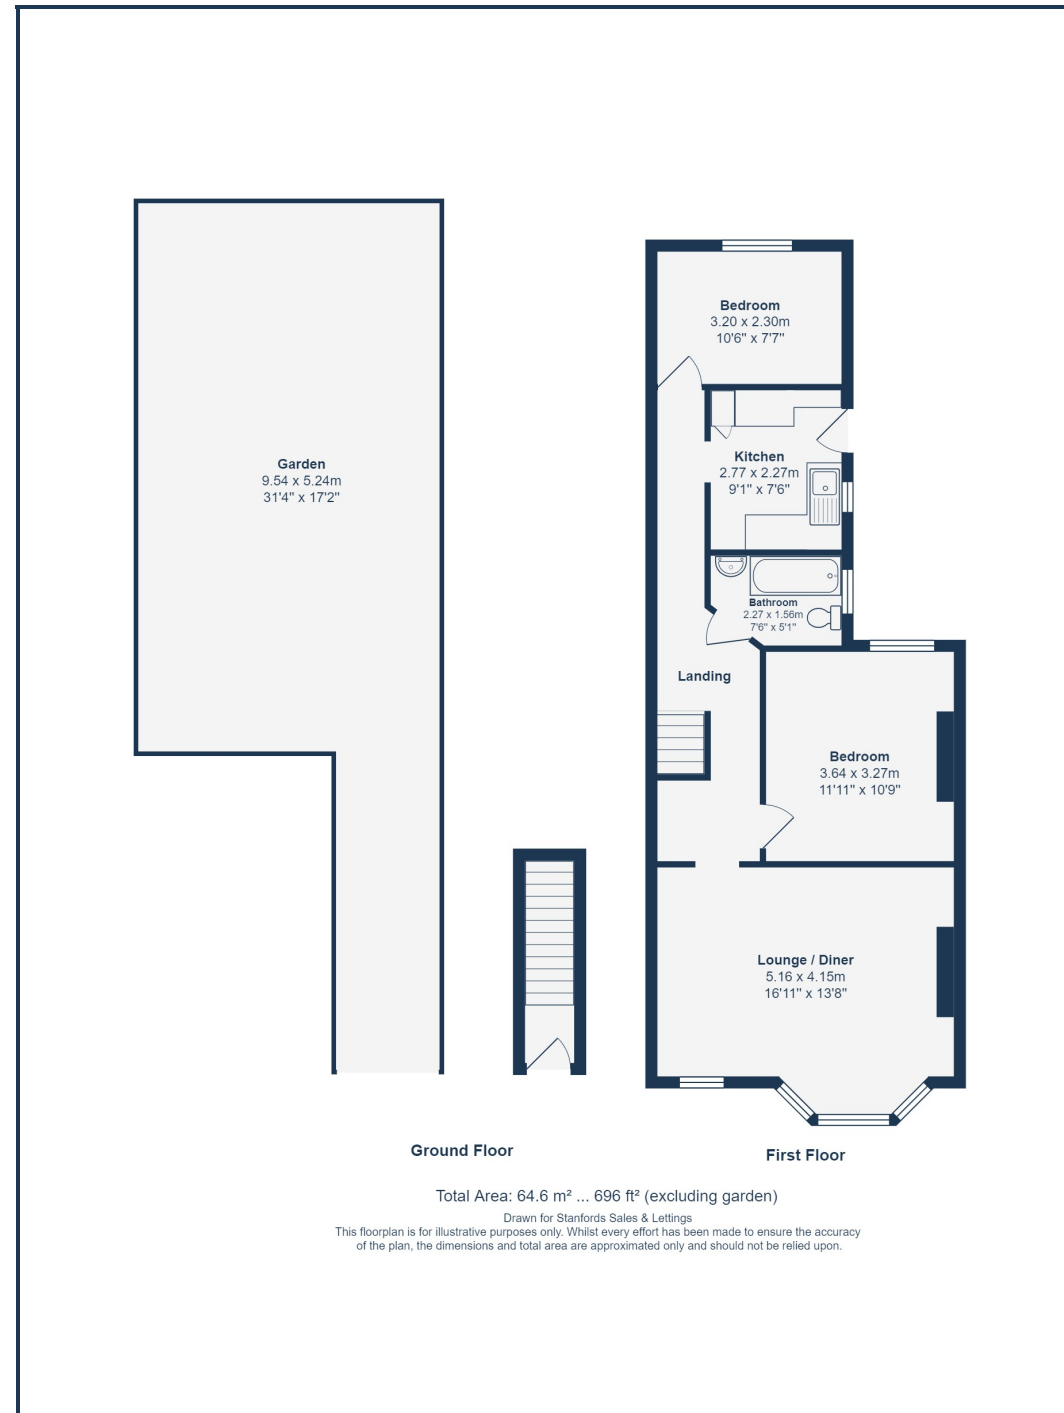 Garden
9.54 x 5.24m
31'4" x 17'2"
Bedroom
3.20 x 2.30m
10'6" x 7'7"
Kitchen
2.77 x 2.27m
9'1" x 7'6"
Bathroom
2.27 x 1.56m
7'6" x 5'1"
Landing
Bedroom
3.64 x 3.27m
11'11" x 10'9"
Lounge / Diner
5.16 x 4.15m
16'11" x 13'8"
Ground Floor
First Floor
Total Area: 64.6 m² ... 696 ft² (excluding garden)
Drawn for Stanfords Sales & Lettings
This floorplan is for illustrative purposes only. Whilst every effort has been made to ensure the accuracy
of the plan, the dimensions and total area are approximated only and should not be relied upon.